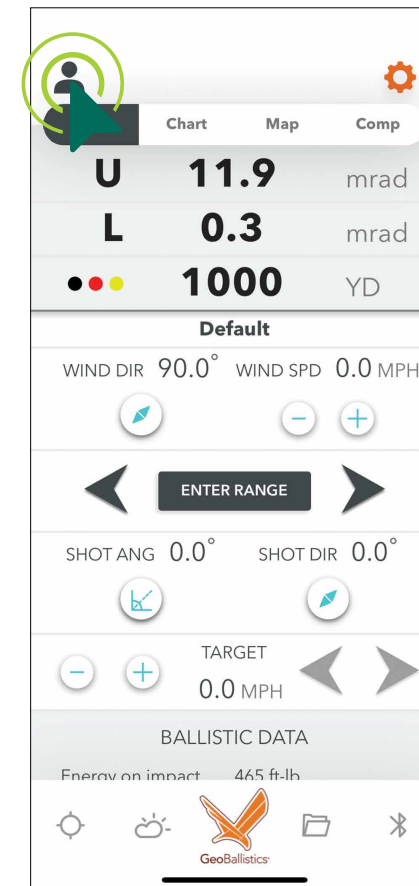 Chart Map Comp
U 11.9 mrad
L 0.3 mrad
1000 YD
Default
WIND DIR 90.0° WIND SPD 0.0 MPH
ENTER RANGE
SHOT ANG 0.0° SHOT DIR 0.0°
TARGET
0.0 MPH
BALLISTIC DATA
Energy on impact 465 ft-lb
GeoBallistics